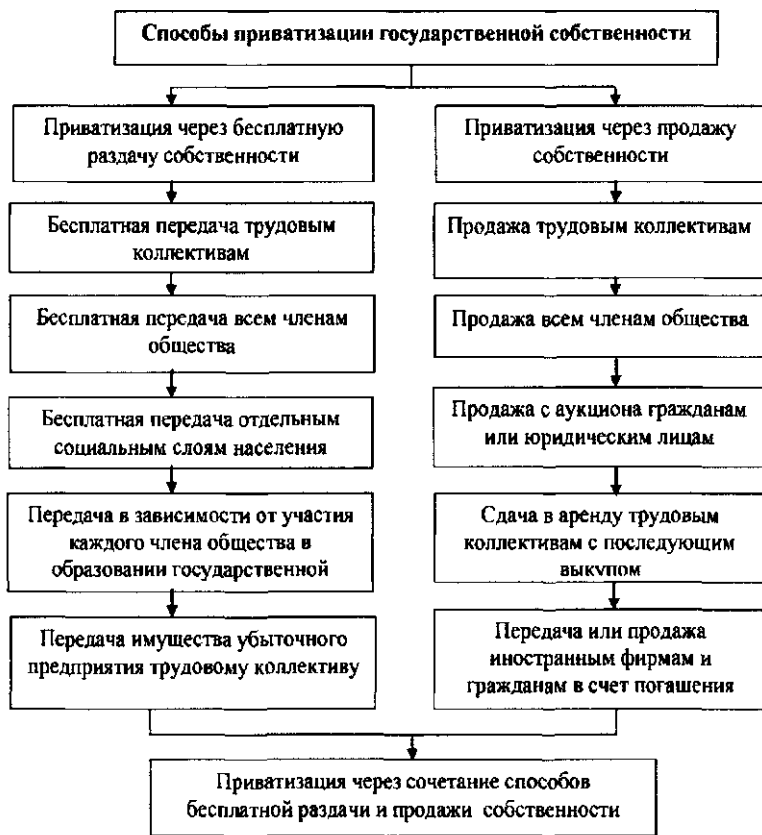 Способы приватизации государственной собственности
Приватизация через бесплатную
раздачу собственности
Бесплатная передача трудовым
коллективам
Бесплатная передача всем членам
общества
Бесплатная передача отдельным
социальным слоям населения
Передача в зависимости от участия
каждого члена общества в
образовании государственной
Передача имущества убыточного
предприятия трудовому коллективу
Приватизация через продажу
собственности
Продажа трудовым коллективам
Продажа всем членам общества
Продажа с аукциона гражданам
или юридическим лицам
Сдача в аренду трудовым
коллективам с последующим
выкупом
Передача или продажа
иностранным фирмам и
гражданам в счет погашения
Приватизация через сочетание способов
бесплатной раздачи и продажи собственности